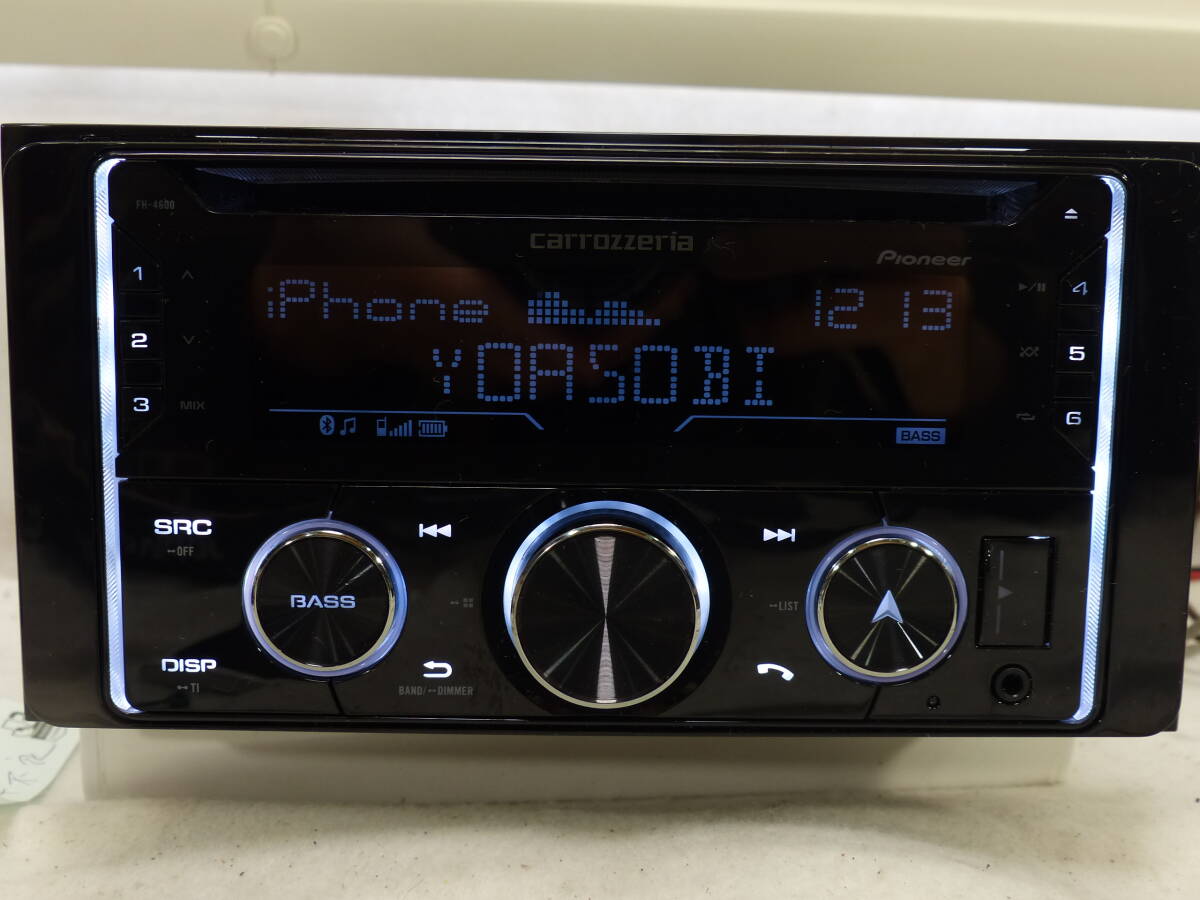 FH-4600
carrozzeria
Pioneer
1
2
3
MIX
4
5
6
iPhone
12 13
YOASOBI
BASS
SRC
OFF
BASS
DISP
TI
BAND/ DIMMER
LIST